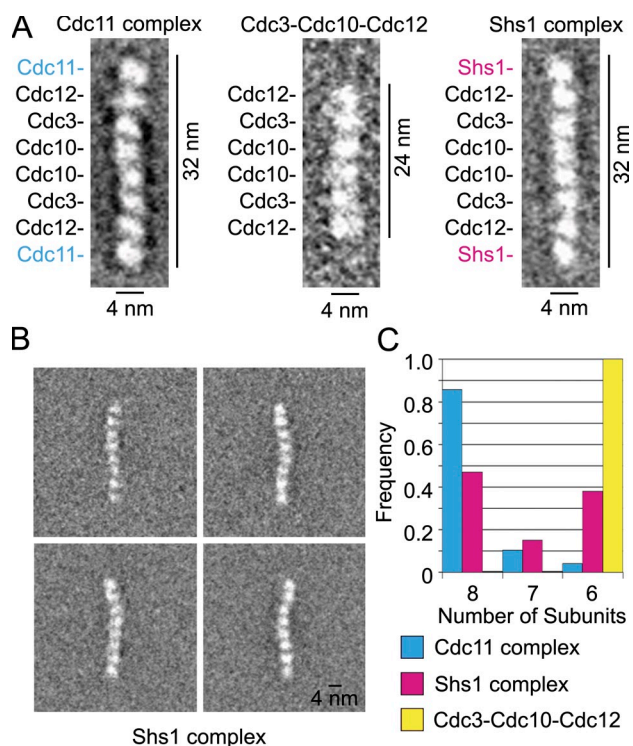 A
Cdc11 complex
Cdc11-
Cdc12-
Cdc3-
Cdc10-
Cdc10-
Cdc3-
Cdc12-
Cdc11-
32 nm
4 nm
Cdc3-Cdc10-Cdc12
Cdc12-
Cdc3-
Cdc10-
Cdc10-
Cdc3-
Cdc12-
24 nm
4 nm
Shs1 complex
Shs1-
Cdc12-
Cdc3-
Cdc10-
Cdc10-
Cdc3-
Cdc12-
Shs1-
32 nm
4 nm
B
4 nm
Shs1 complex
C
Frequency
1.0
0.8
0.6
0.4
0.2
0
8 7 6
Number of Subunits
Cdc11 complex
Shs1 complex
Cdc3-Cdc10-Cdc12